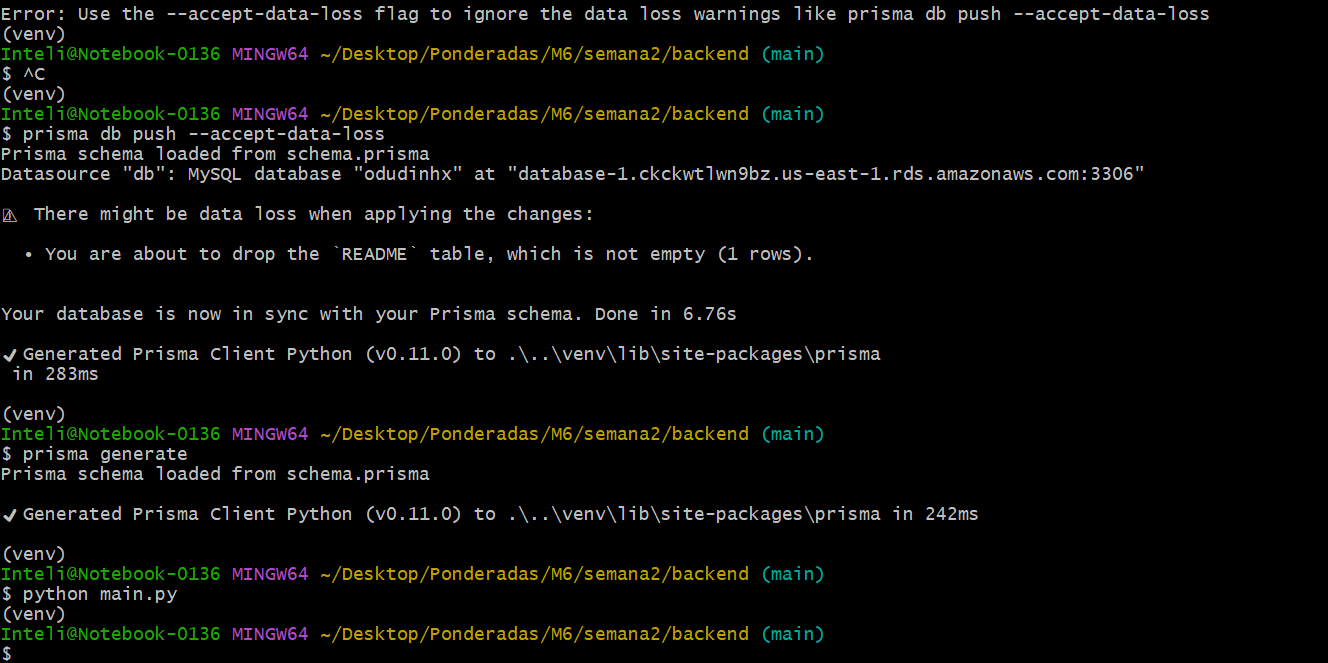 Error: Use the --accept-data-loss flag to ignore the data loss warnings like prisma db push --accept-data-loss
(venv)
Inteli@Notebook-0136 MINGW64 ~/Desktop/Ponderadas/M6/semana2/backend (main)
$ ^C
(venv)
Inteli@Notebook-0136 MINGW64 ~/Desktop/Ponderadas/M6/semana2/backend (main)
$ prisma db push --accept-data-loss
Prisma schema loaded from schema.prisma
Datasource "db": MySQL database "odudinhx" at "database-1.ckckwtlwn9bz.us-east-1.rds.amazonaws.com:3306"
⚠ There might be data loss when applying the changes:
• You are about to drop the `README` table, which is not empty (1 rows).
Your database is now in sync with your Prisma schema. Done in 6.76s
✔ Generated Prisma Client Python (v0.11.0) to .\..\venv\lib\site-packages\prisma
in 283ms
(venv)
Inteli@Notebook-0136 MINGW64 ~/Desktop/Ponderadas/M6/semana2/backend (main)
$ prisma generate
Prisma schema loaded from schema.prisma
✔ Generated Prisma Client Python (v0.11.0) to .\..\venv\lib\site-packages\prisma in 242ms
(venv)
Inteli@Notebook-0136 MINGW64 ~/Desktop/Ponderadas/M6/semana2/backend (main)
$ python main.py
(venv)
Inteli@Notebook-0136 MINGW64 ~/Desktop/Ponderadas/M6/semana2/backend (main)
$